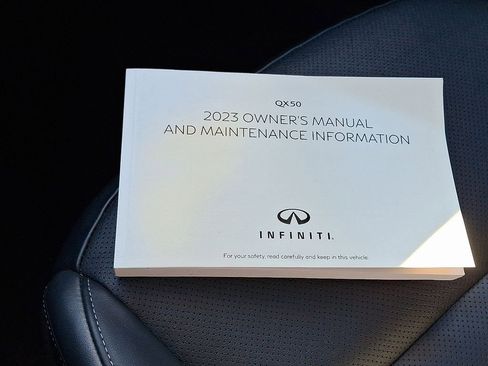 QX50
2023 OWNER'S MANUAL
AND MAINTENANCE INFORMATION
INFINITI
For your safety, read carefully and keep in this vehicle.